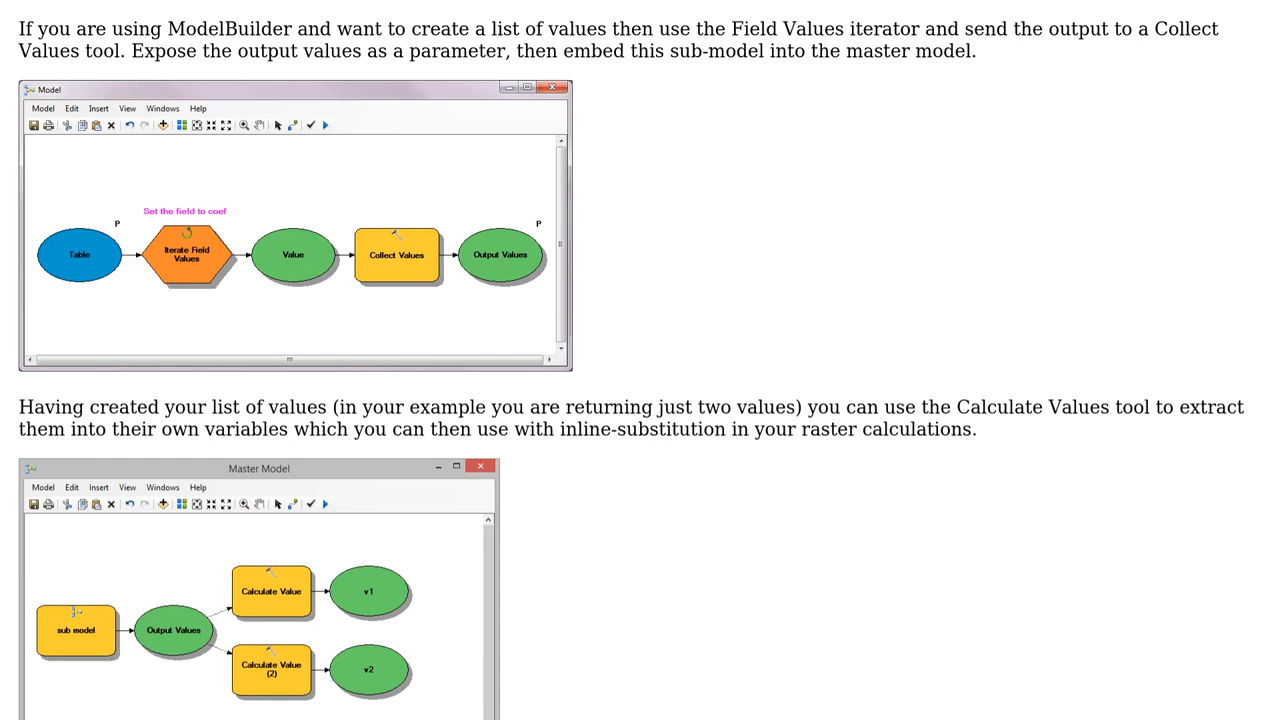 If you are using ModelBuilder and want to create a list of values then use the Field Values iterator and send the output to a Collect
Values tool. Expose the output values as a parameter, then embed this sub-model into the master model.
Model
Model Edit Insert View Windows Help
Set the field to coef
P
P
Table
Iterate Field
Values
Value
Collect Values
Output Values
Having created your list of values (in your example you are returning just two values) you can use the Calculate Values tool to extract
them into their own variables which you can then use with inline-substitution in your raster calculations.
Master Model
Model Edit Insert View Windows Help
sub model
Output Values
Calculate Value
v1
Calculate Value
(2)
v2